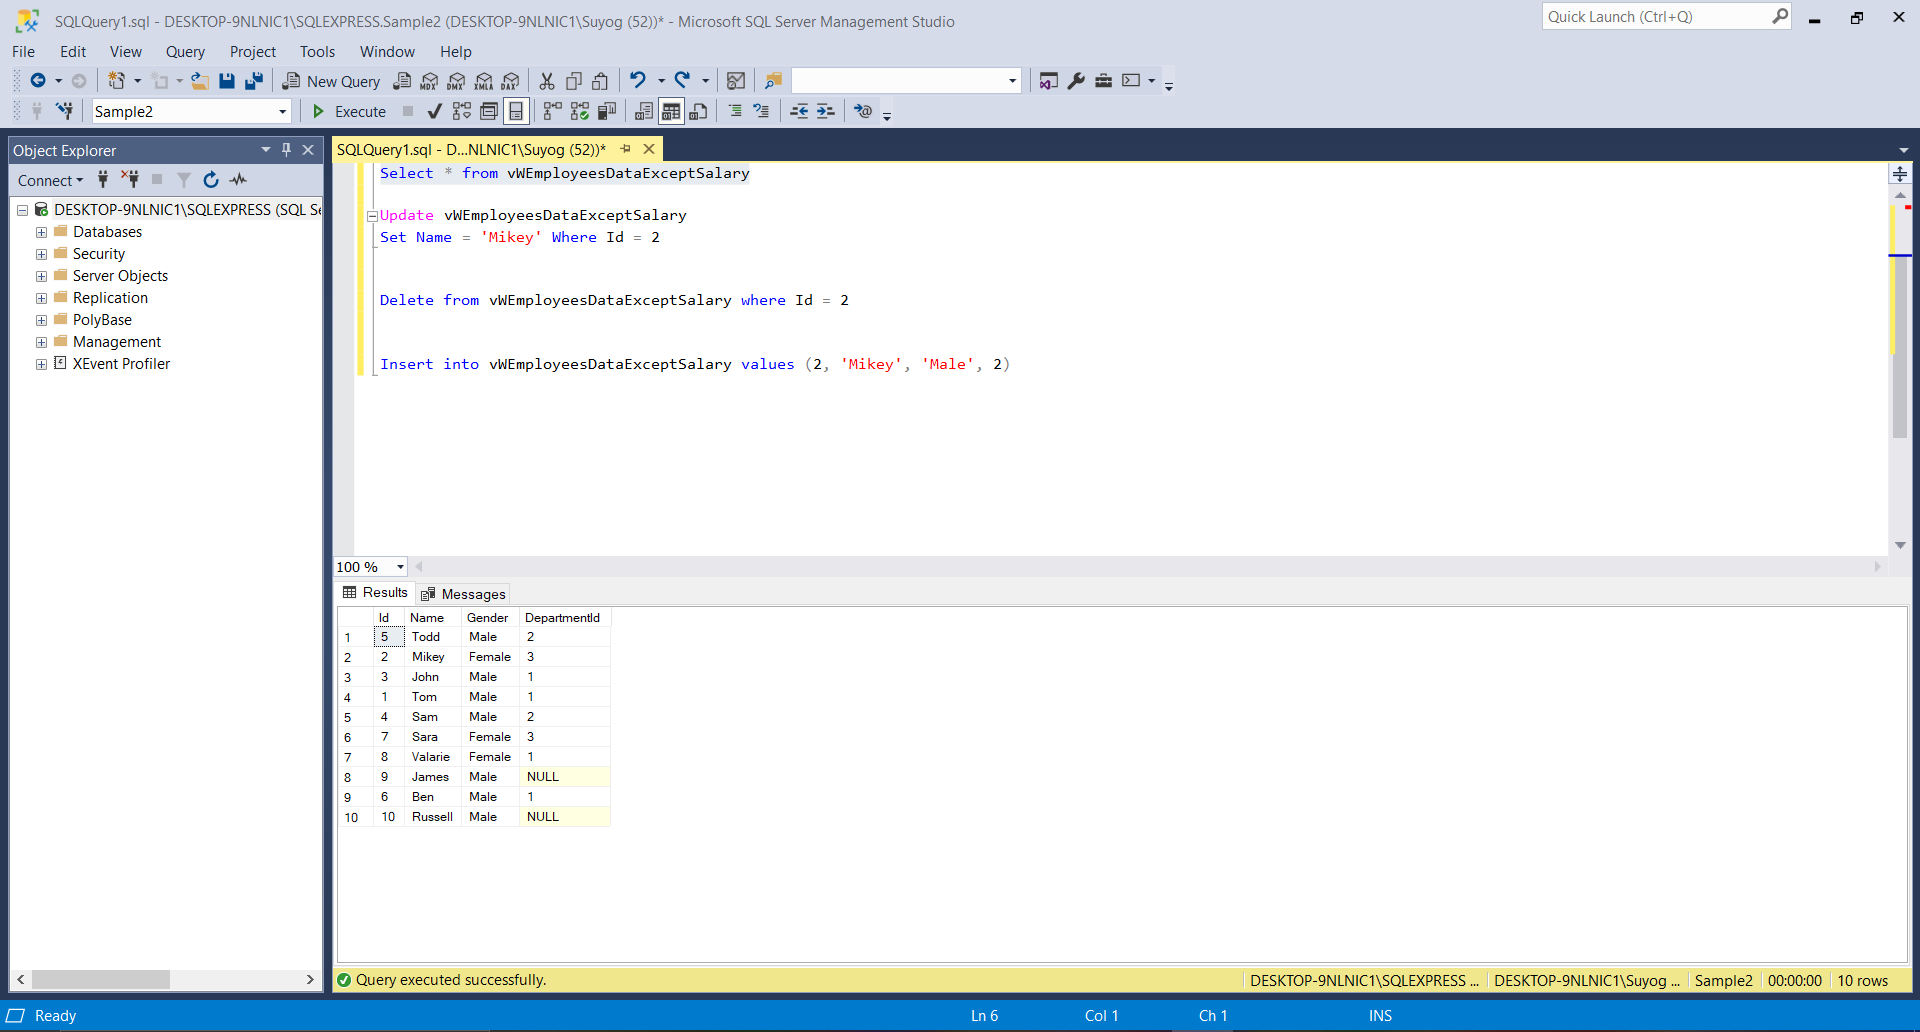 SQLQuery1.sql - DESKTOP-9NLNIC1\SQLEXPRESS.Sample2 (DESKTOP-9NLNIC1\Suyog (52))* - Microsoft SQL Server Management Studio
Quick Launch (Ctrl+Q)
File Edit View Query Project Tools Window Help
New Query MDX DMX XMLA DAX
Sample2 Execute
Object Explorer
Connect
DESKTOP-9NLNIC1\SQLEXPRESS (SQL Se
Databases
Security
Server Objects
Replication
PolyBase
Management
XEvent Profiler
SQLQuery1.sql - D...NLNIC1\Suyog (52))*
Select * from vWEmployeesDataExceptSalary
Update vWEmployeesDataExceptSalary
Set Name = 'Mikey' Where Id = 2
Delete from vWEmployeesDataExceptSalary where Id = 2
Insert into vWEmployeesDataExceptSalary values (2, 'Mikey', 'Male', 2)
100 %
Results Messages
Id Name Gender DepartmentId
1 5 Todd Male 2
2 2 Mikey Female 3
3 3 John Male 1
4 1 Tom Male 1
5 4 Sam Male 2
6 7 Sara Female 3
7 8 Valarie Female 1
8 9 James Male NULL
9 6 Ben Male 1
10 10 Russell Male NULL
Query executed successfully. DESKTOP-9NLNIC1\SQLEXPRESS ... DESKTOP-9NLNIC1\Suyog ... Sample2 00:00:00 10 rows
Ready Ln 6 Col 1 Ch 1 INS